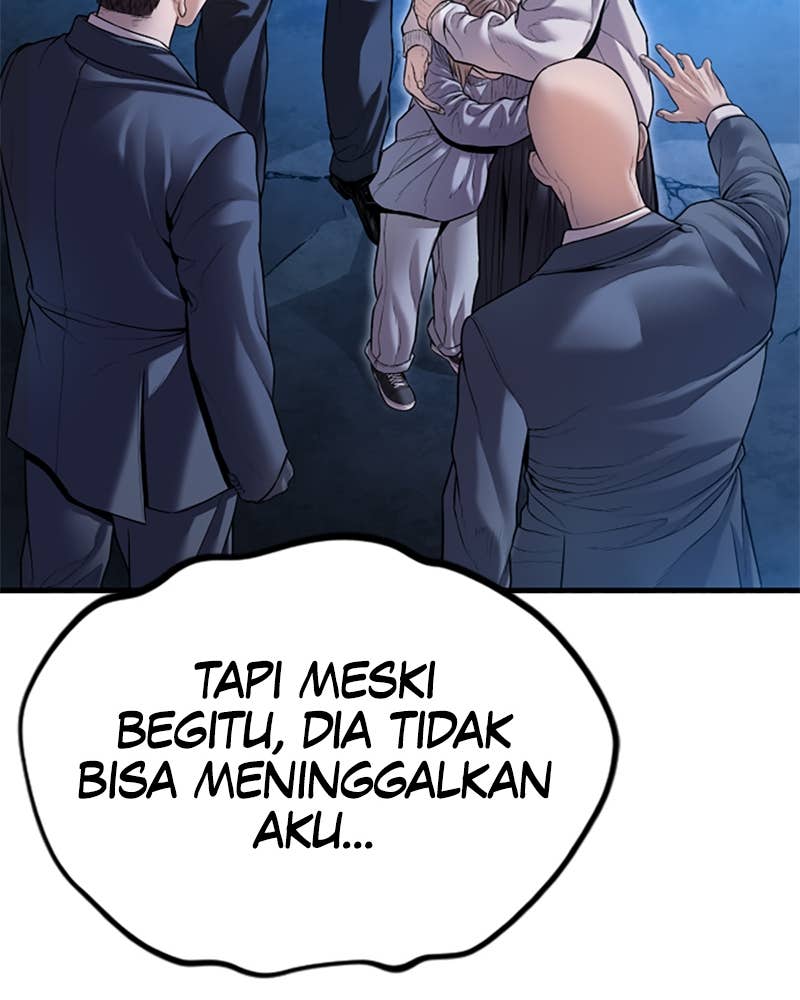 TAPI MESKI
BEGITU, DIA TIDAK
BISA MENINGGALKAN
AKU...